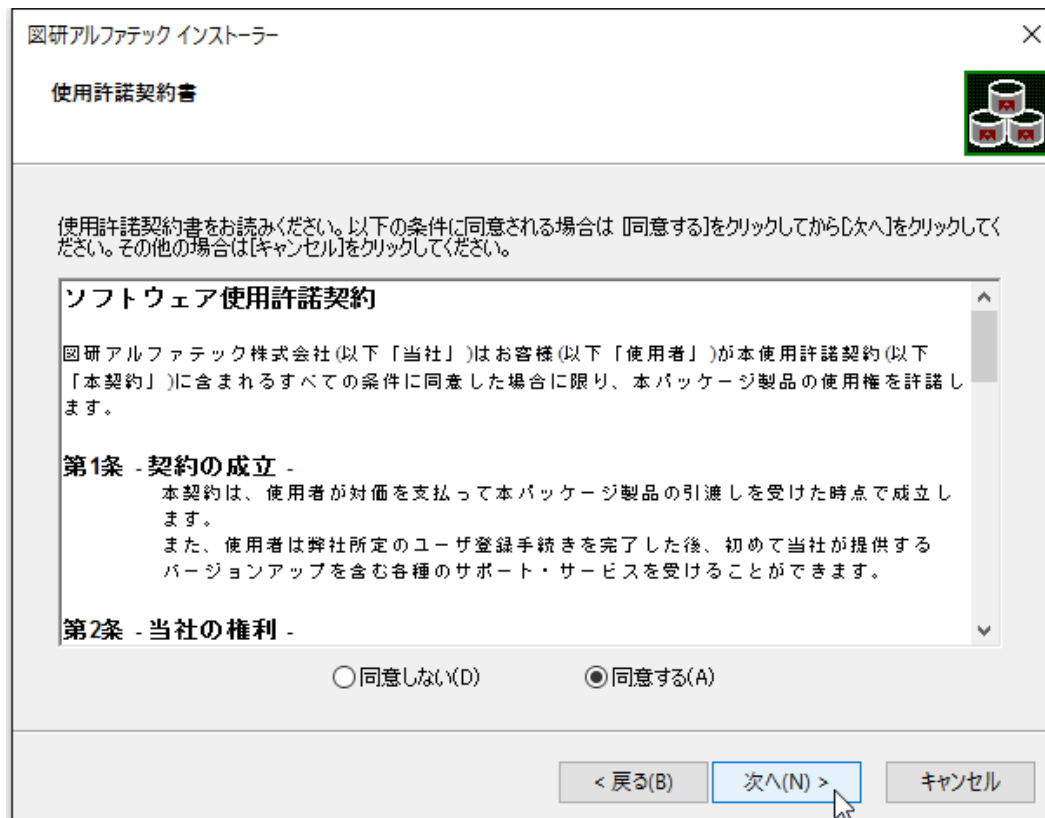 図研アルファテック インストーラー
使用許諾契約書
使用許諾契約書をお読みください。以下の条件に同意される場合は [同意する]をクリックしてから[次へ]をクリックしてく
ださい。その他の場合は[キャンセル]をクリックしてください。
ソフトウェア使用許諾契約
図研アルファテック株式会社(以下「当社」)はお客様(以下「使用者」)が本使用許諾契約(以下
「本契約」)に含まれるすべての条件に同意した場合に限り、本パッケージ製品の使用権を許諾し
ます。
第1条 - 契約の成立 -
本契約は、使用者が対価を支払って本パッケージ製品の引渡しを受けた時点で成立し
ます。
また、使用者は弊社所定のユーザ登録手続きを完了した後、初めて当社が提供する
バージョンアップを含む各種のサポート・サービスを受けることができます。
第2条 - 当社の権利 -
同意しない(D) 同意する(A)
< 戻る(B) 次へ(N) > キャンセル